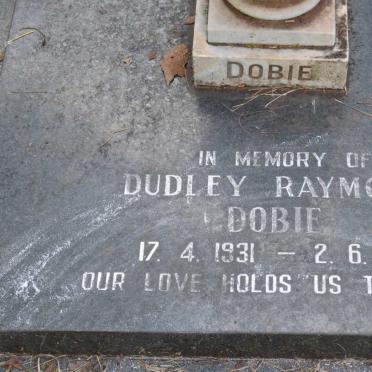 DOBIE
IN MEMORY OF
DUDLEY RAYMO
DOBIE
17. 4. 1931 — 2. 6.
OUR LOVE HOLDS US T